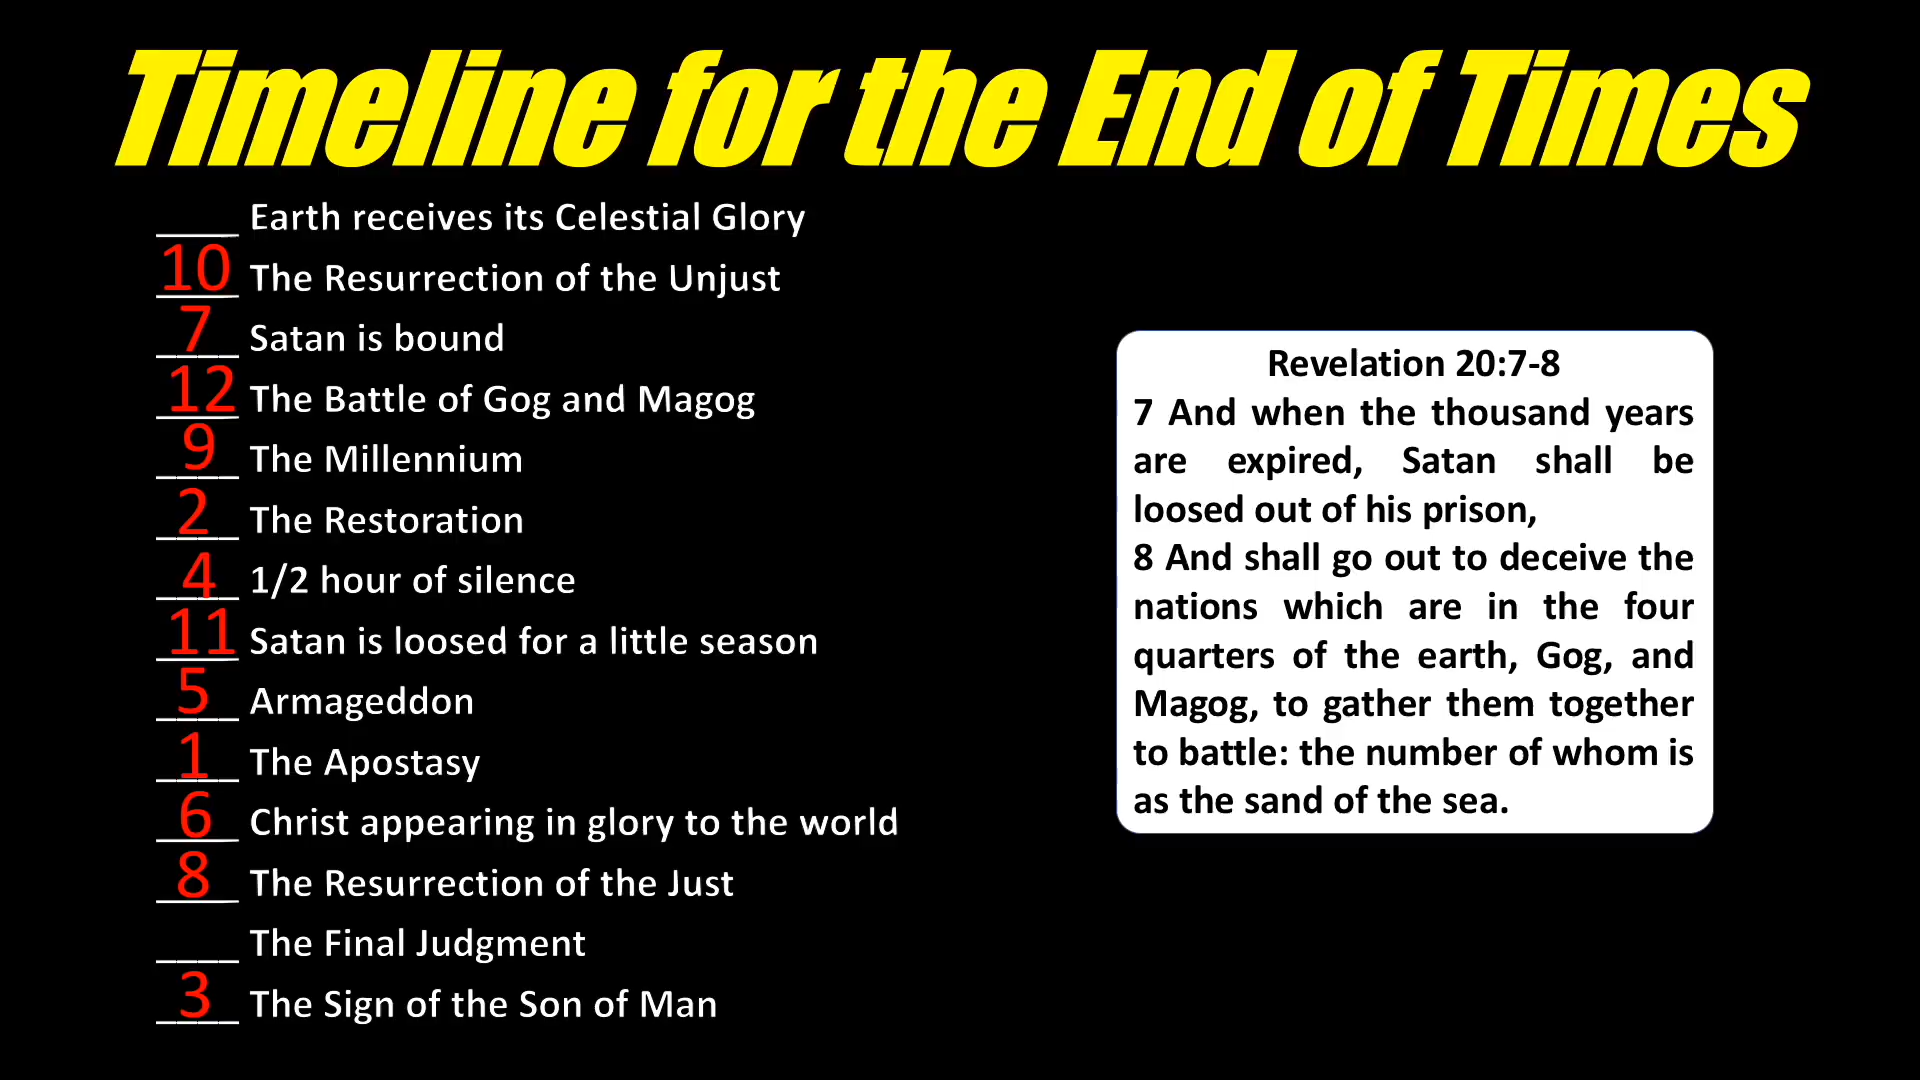 Timeline for the End of Times
____ Earth receives its Celestial Glory
10 The Resurrection of the Unjust
7 Satan is bound
12 The Battle of Gog and Magog
9 The Millennium
2 The Restoration
4 1/2 hour of silence
11 Satan is loosed for a little season
5 Armageddon
1 The Apostasy
6 Christ appearing in glory to the world
8 The Resurrection of the Just
____ The Final Judgment
3 The Sign of the Son of Man
Revelation 20:7-8
7 And when the thousand years
are expired, Satan shall be
loosed out of his prison,
8 And shall go out to deceive the
nations which are in the four
quarters of the earth, Gog, and
Magog, to gather them together
to battle: the number of whom is
as the sand of the sea.